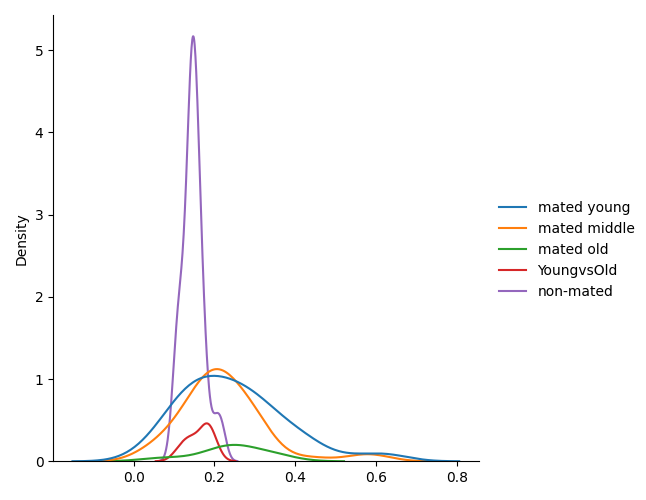 5
4
3
2
1
0
Density
0.0 0.2 0.4 0.6 0.8
mated young
mated middle
mated old
YoungvsOld
non-mated